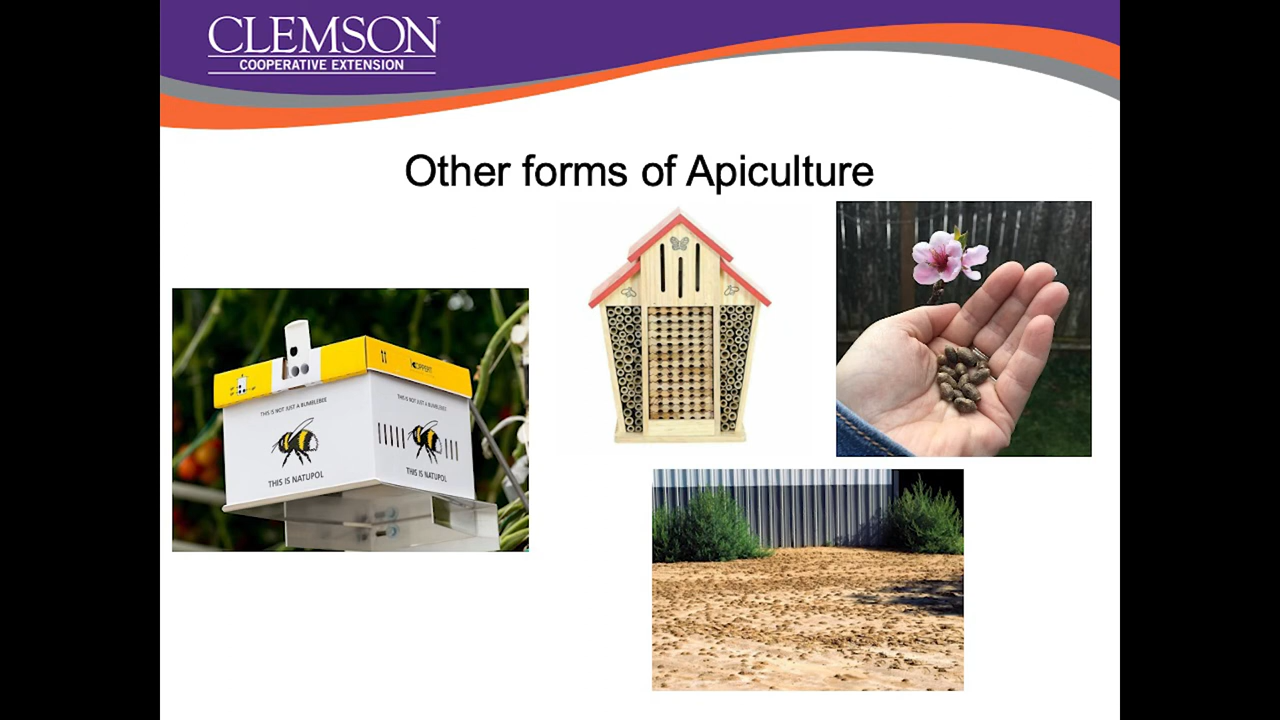 CLEMSON
COOPERATIVE EXTENSION
Other forms of Apiculture
KOPPERT
THIS IS NOT JUST A BUMBLEBEE
THIS IS NATUPOL
THIS IS NOT JUST A BUMBLEBEE
THIS IS NATUPOL